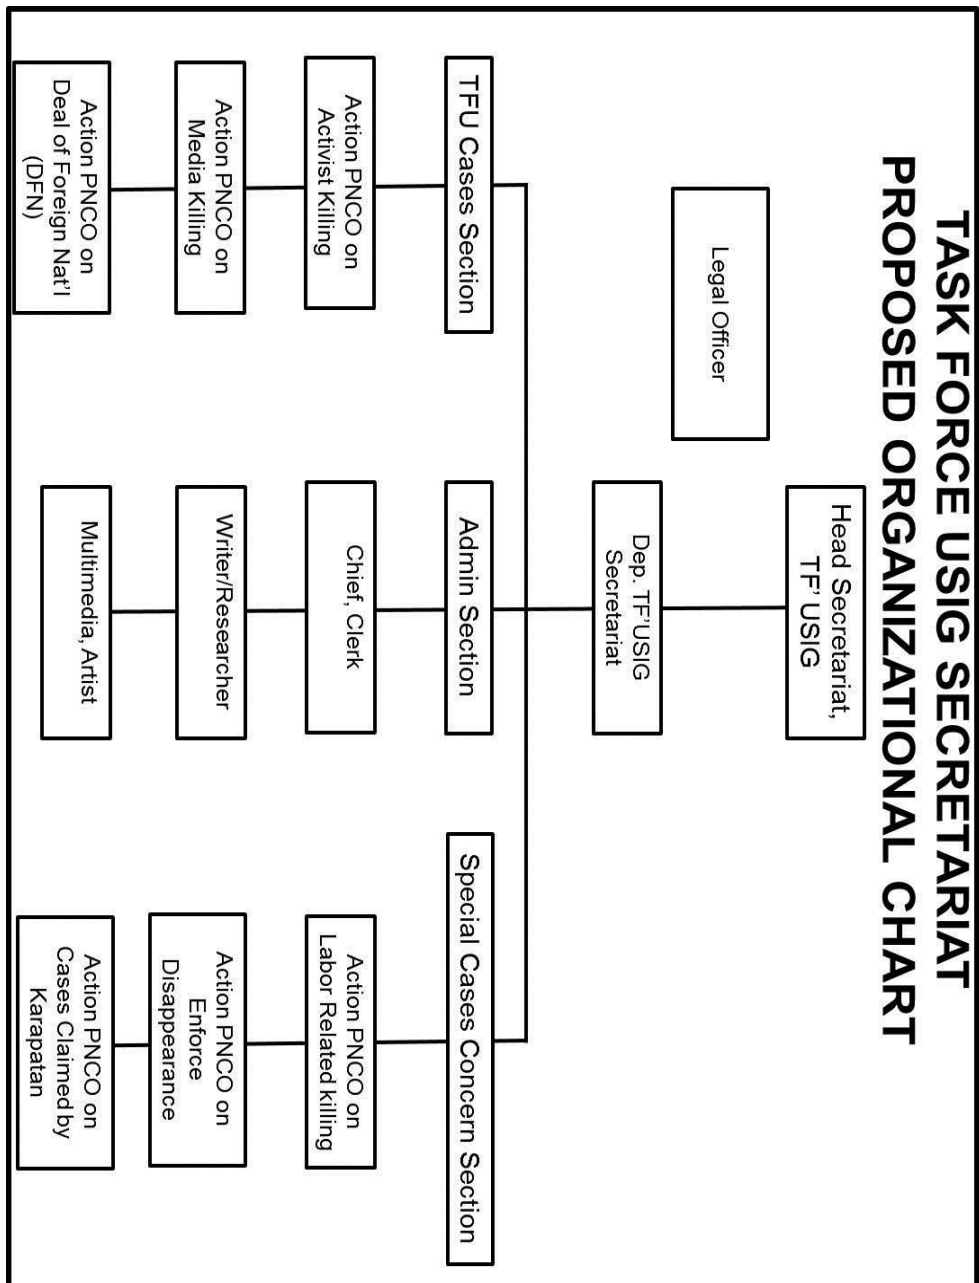 TASK FORCE USIG SECRETARIAT
PROPOSED ORGANIZATIONAL CHART
Head Secretariat,
TF' USIG
Legal Officer
Dep. TF'USIG
Secretariat
TFU Cases Section
Action PNCO on
Activist Killing
Action PNCO on
Media Killing
Action PNCO on
Deal of Foreign Nat'l
(DFN)
Admin Section
Chief, Clerk
Writer/Researcher
Multimedia, Artist
Special Cases Concern Section
Action PNCO on
Labor Related killing
Action PNCO on
Enforce
Disappearance
Action PNCO on
Cases Claimed by
Karapatan